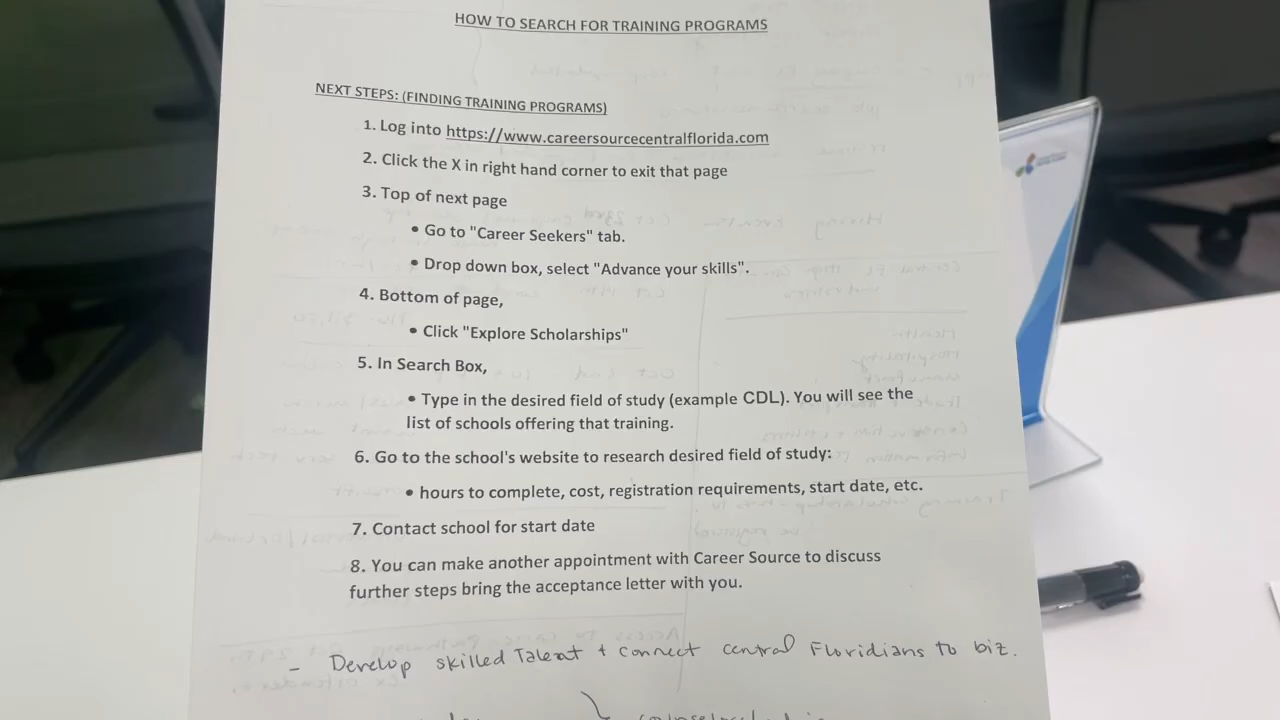 HOW TO SEARCH FOR TRAINING PROGRAMS
NEXT STEPS: (FINDING TRAINING PROGRAMS)
1. Log into https://www.careersourcecentralflorida.com
2. Click the X in right hand corner to exit that page
3. Top of next page
• Go to "Career Seekers" tab.
• Drop down box, select "Advance your skills".
4. Bottom of page,
• Click "Explore Scholarships"
5. In Search Box,
• Type in the desired field of study (example CDL). You will see the
list of schools offering that training.
6. Go to the school's website to research desired field of study:
• hours to complete, cost, registration requirements, start date, etc.
7. Contact school for start date
8. You can make another appointment with Career Source to discuss
further steps bring the acceptance letter with you.
- Develop skilled Talent + connect central Floridians to biz.